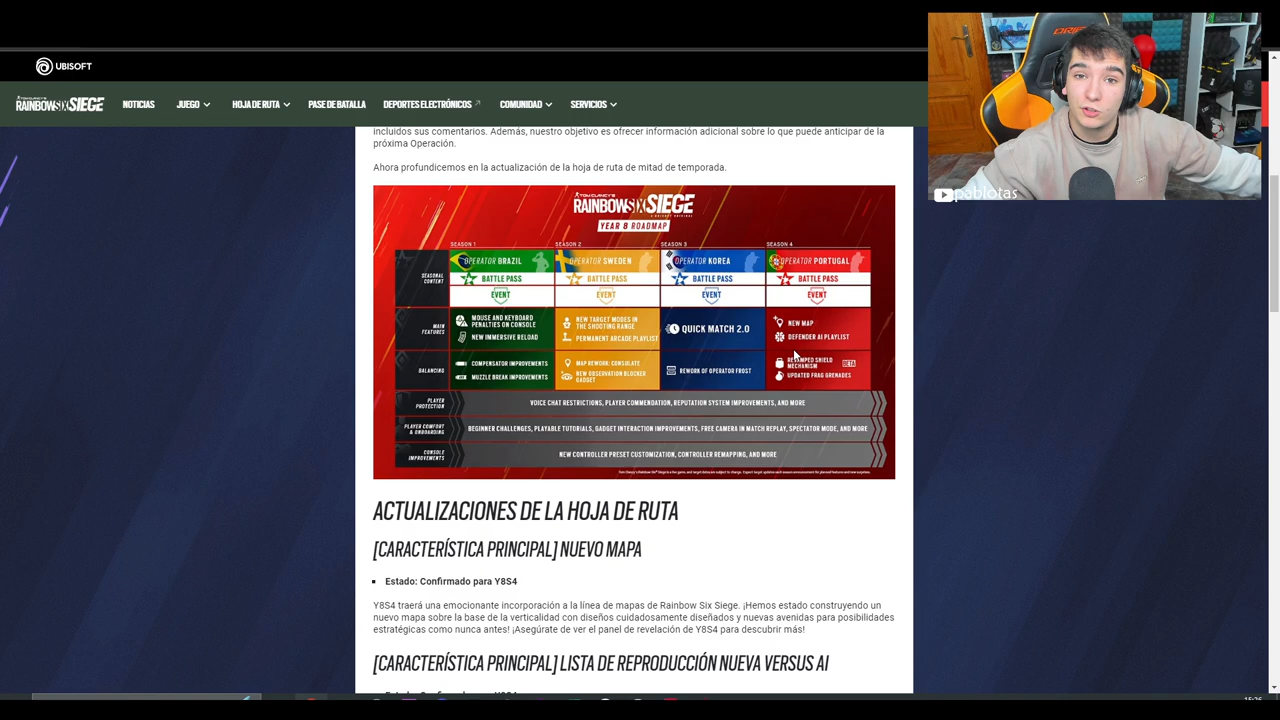 UBISOFT
TOM CLANCY'S
RAINBOW SIX SIEGE
NOTICIAS
JUEGO
HOJA DE RUTA
PASE DE BATALLA
DEPORTES ELECTRÓNICOS
COMUNIDAD
SERVICIOS
pablotas
incluidos sus comentarios. Además, nuestro objetivo es ofrecer información adicional sobre lo que puede anticipar de la
próxima Operación.
Ahora profundicemos en la actualización de la hoja de ruta de mitad de temporada.
TOM CLANCY'S
RAINBOW SIX SIEGE
YEAR 8 ROADMAP
SEASON 1 SEASON 2 SEASON 3 SEASON 4
SEASONAL
CONTENT
OPERATOR BRAZIL
BATTLE PASS
EVENT
OPERATOR SWEDEN
BATTLE PASS
EVENT
OPERATOR KOREA
BATTLE PASS
EVENT
OPERATOR PORTUGAL
BATTLE PASS
EVENT
MAIN
FEATURES
MOUSE AND KEYBOARD
PENALTIES ON CONSOLE
NEW IMMERSIVE RELOAD
NEW TARGET MODES IN
THE SHOOTING RANGE
PERMANENT ARCADE PLAYLIST
QUICK MATCH 2.0
NEW MAP
DEFENDER AI PLAYLIST
BALANCING
COMPENSATOR IMPROVEMENTS
MUZZLE BREAK IMPROVEMENTS
MAP REWORK: CONSULATE
NEW OBSERVATION BLOCKER
GADGET
REWORK OF OPERATOR FROST
REVAMPED SHIELD
MECHANISM
BETA
UPDATED FRAG GRENADES
PLAYER
PROTECTION
VOICE CHAT RESTRICTIONS, PLAYER COMMENDATION, REPUTATION SYSTEM IMPROVEMENTS, AND MORE
PLAYER COMFORT
& ONBOARDING
BEGINNER CHALLENGES, PLAYABLE TUTORIALS, GADGET INTERACTION IMPROVEMENTS, FREE CAMERA IN MATCH REPLAY, SPECTATOR MODE, AND MORE
CONSOLE
IMPROVEMENTS
NEW CONTROLLER PRESET CUSTOMIZATION, CONTROLLER REMAPPING, AND MORE
ACTUALIZACIONES DE LA HOJA DE RUTA
[CARACTERÍSTICA PRINCIPAL] NUEVO MAPA
Estado: Confirmado para Y8S4
Y8S4 traerá una emocionante incorporación a la línea de mapas de Rainbow Six Siege. ¡Hemos estado construyendo un
nuevo mapa sobre la base de la verticalidad con diseños cuidadosamente diseñados y nuevas avenidas para posibilidades
estratégicas como nunca antes! ¡Asegúrate de ver el panel de revelación de Y8S4 para descubrir más!
[CARACTERÍSTICA PRINCIPAL] LISTA DE REPRODUCCIÓN NUEVA VERSUS AI